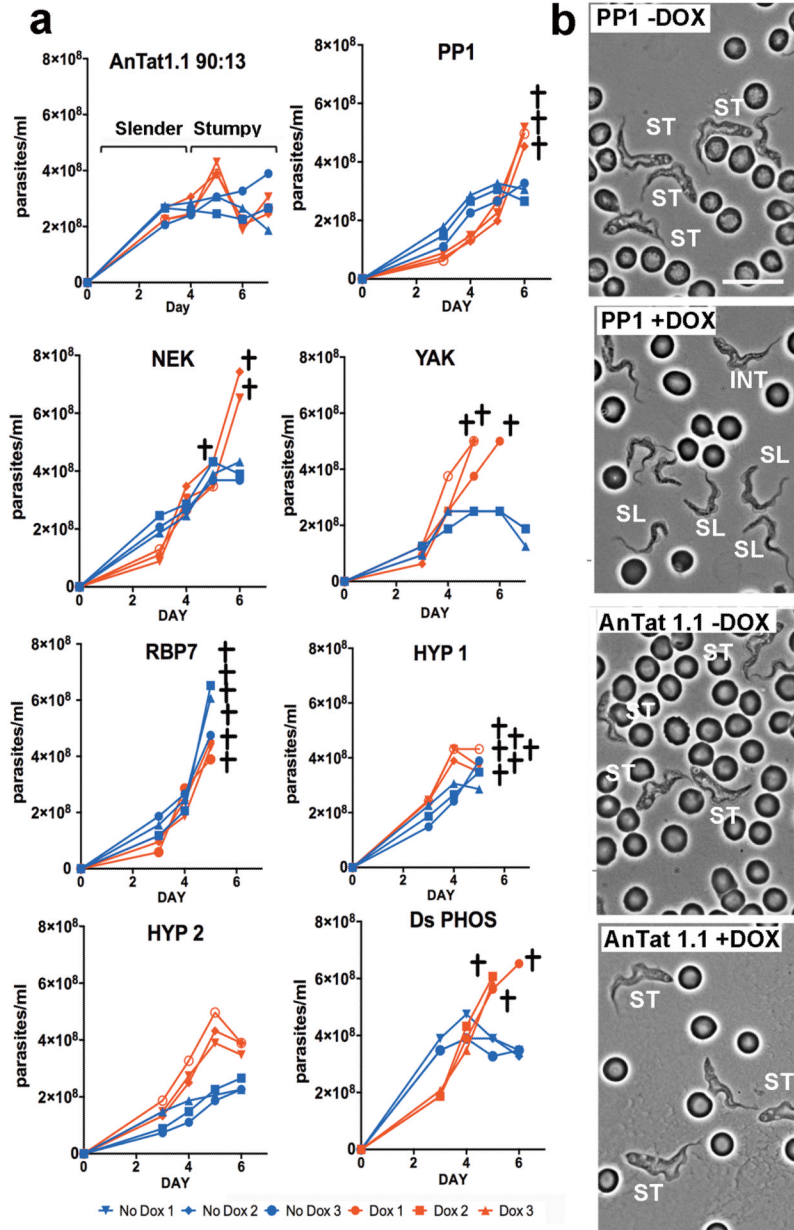 a
AnTat1.1 90:13
8×10⁸
6×10⁸
4×10⁸
2×10⁸
0
parasites/ml
Slender Stumpy
0 2 4 6
Day
PP1
8×10⁸
6×10⁸
4×10⁸
2×10⁸
0
parasites/ml
0 2 4 6
DAY
NEK
8×10⁸
6×10⁸
4×10⁸
2×10⁸
0
parasites/ml
0 2 4 6
DAY
YAK
8×10⁸
6×10⁸
4×10⁸
2×10⁸
0
parasites/ml
0 2 4 6
DAY
RBP7
8×10⁸
6×10⁸
4×10⁸
2×10⁸
0
parasites/ml
0 2 4 6
DAY
HYP 1
8×10⁸
6×10⁸
4×10⁸
2×10⁸
0
parasites/ml
0 2 4 6
DAY
HYP 2
8×10⁸
6×10⁸
4×10⁸
2×10⁸
0
parasites/ml
0 2 4 6
DAY
Ds PHOS
8×10⁸
6×10⁸
4×10⁸
2×10⁸
0
parasites/ml
0 2 4 6
DAY
No Dox 1 No Dox 2 No Dox 3 Dox 1 Dox 2 Dox 3
b
PP1 -DOX
ST
ST
ST
ST
PP1 +DOX
INT
SL
SL
SL
SL
AnTat 1.1 -DOX
ST
ST
ST
ST
AnTat 1.1 +DOX
ST
ST
ST